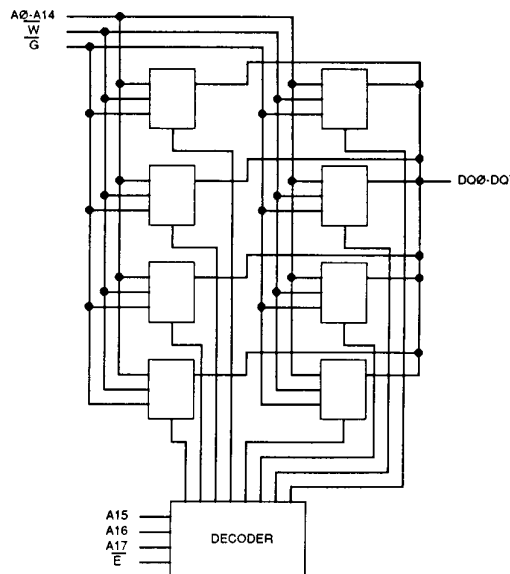 AØ-A14
W̅
G̅
DQØ-DQ
A15
A16
A17
E̅
DECODER